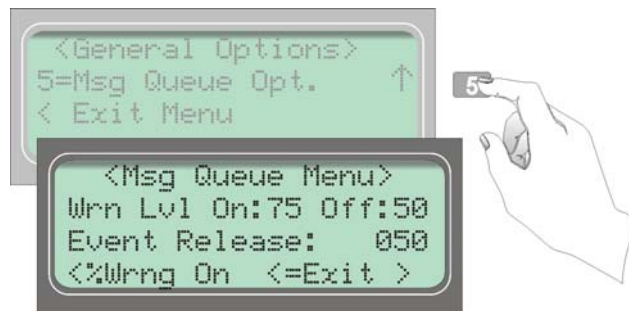 <General Options>
5=Msg Queue Opt. ↑
< Exit Menu
5
<Msg Queue Menu>
Wrn Lvl On:75 Off:50
Event Release: 050
<%Wrng On <=Exit >